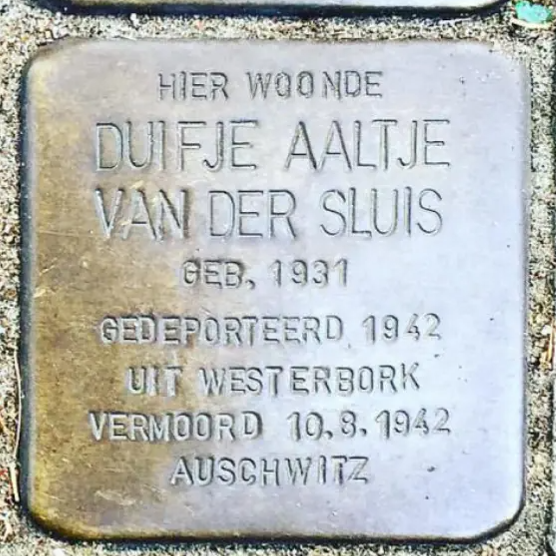 HIER WOONDE
DUIFJE AALTJE
VAN DER SLUIS
GEB. 1931
GEDEPORTEERD 1942
UIT WESTERBORK
VERMOORD 10.8.1942
AUSCHWITZ